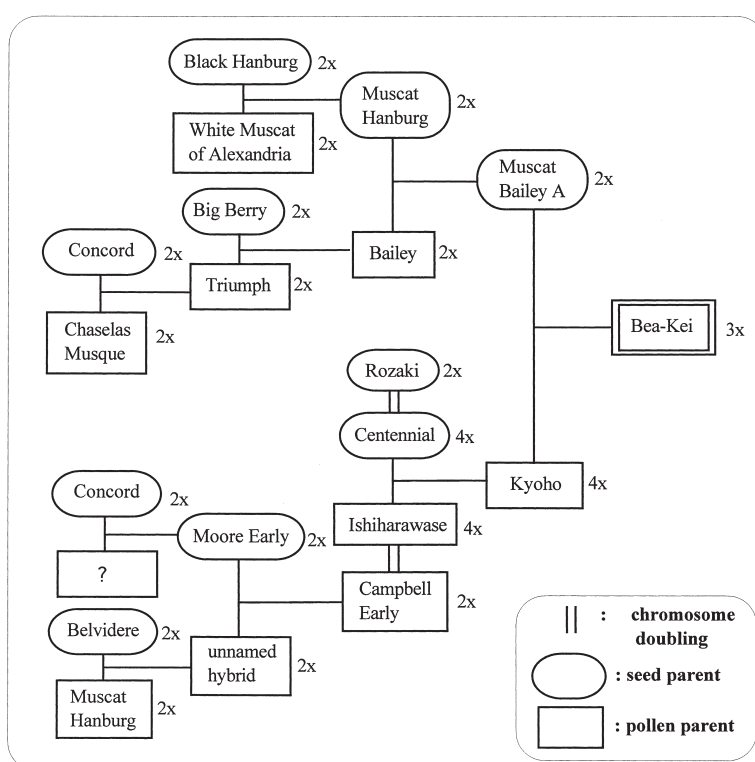 Black Hanburg 2x
Muscat
Hanburg
2x
White Muscat
of Alexandria
2x
Muscat
Bailey A
2x
Big Berry 2x
Concord 2x
Bailey 2x
Triumph 2x
Chaselas
Musque
2x
Bea-Kei 3x
Rozaki 2x
Centennial 4x
Concord 2x
Kyoho 4x
Ishiharawase 4x
Moore Early 2x
?
Campbell
Early
2x
Belvidere 2x
unnamed
hybrid
2x
Muscat
Hanburg
2x
|| : chromosome
doubling
: seed parent
: pollen parent